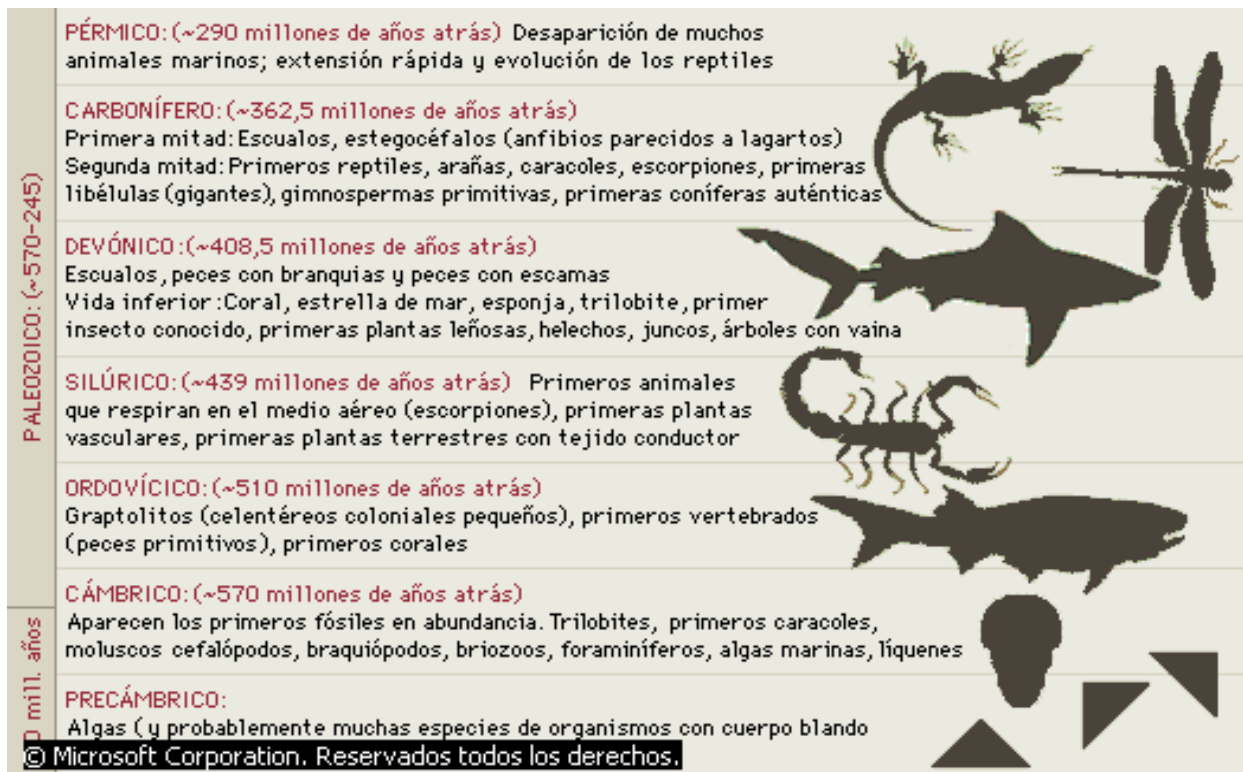 PÉRMICO: (~290 millones de años atrás) Desaparición de muchos
animales marinos; extensión rápida y evolución de los reptiles
CARBONÍFERO: (~362,5 millones de años atrás)
Primera mitad: Escualos, estegocéfalos (anfibios parecidos a lagartos)
Segunda mitad: Primeros reptiles, arañas, caracoles, escorpiones, primeras
libélulas (gigantes), gimnospermas primitivas, primeras coníferas auténticas
DEVÓNICO: (~408,5 millones de años atrás)
Escualos, peces con branquias y peces con escamas
Vida inferior: Coral, estrella de mar, esponja, trilobite, primer
insecto conocido, primeras plantas leñosas, helechos, juncos, árboles con vaina
SILÚRICO: (~439 millones de años atrás) Primeros animales
que respiran en el medio aéreo (escorpiones), primeras plantas
vasculares, primeras plantas terrestres con tejido conductor
ORDOVÍCICO: (~510 millones de años atrás)
Graptolitos (celentéreos coloniales pequeños), primeros vertebrados
(peces primitivos), primeros corales
CÁMBRICO: (~570 millones de años atrás)
Aparecen los primeros fósiles en abundancia. Trilobites, primeros caracoles,
moluscos cefalópodos, braquiópodos, briozoos, foraminíferos, algas marinas, líquenes
PRECÁMBRICO:
Algas (y probablemente muchas especies de organismos con cuerpo blando
PALEOZOICO: (~570-245)
mill. años
© Microsoft Corporation. Reservados todos los derechos.